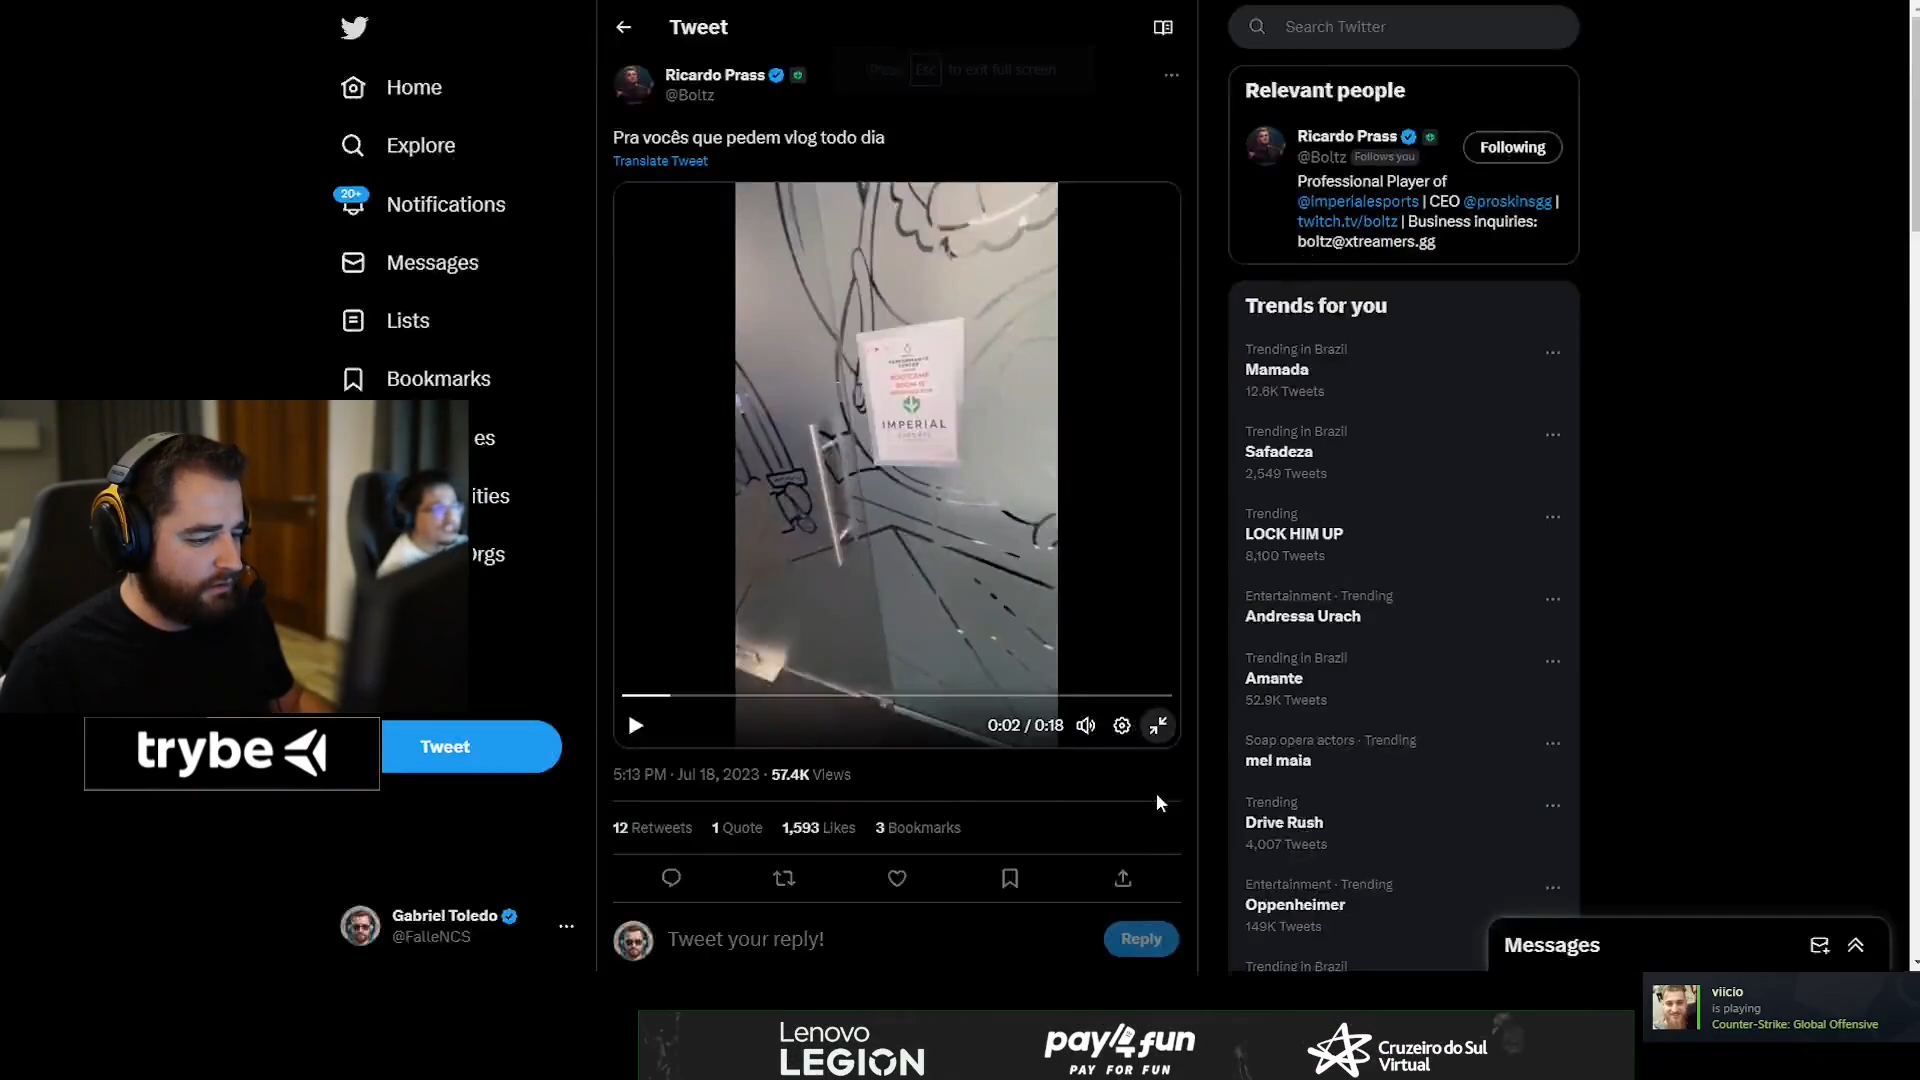 Home
Explore
20+
Notifications
Messages
Lists
Bookmarks
es
ities
Orgs
trybe
Tweet
Gabriel Toledo
@FalleNCS
Tweet
Press Esc to exit full screen
Ricardo Prass
@Boltz
Pra vocês que pedem vlog todo dia
Translate Tweet
PERFORMANCE
CENTER
BOOTCAMP
ROOM 12
IMPERIAL
ESPORTS
0:02 / 0:18
5:13 PM · Jul 18, 2023 · 57.4K Views
12 Retweets 1 Quote 1,593 Likes 3 Bookmarks
Tweet your reply!
Reply
Search Twitter
Relevant people
Ricardo Prass
@Boltz Follows you
Following
Professional Player of
@imperialesports | CEO @proskinsgg |
twitch.tv/boltz | Business inquiries:
boltz@xtreamers.gg
Trends for you
Trending in Brazil
Mamada
12.6K Tweets
Trending in Brazil
Safadeza
2,549 Tweets
Trending
LOCK HIM UP
8,100 Tweets
Entertainment · Trending
Andressa Urach
Trending in Brazil
Amante
52.9K Tweets
Soap opera actors · Trending
mel maia
Trending
Drive Rush
4,007 Tweets
Entertainment · Trending
Oppenheimer
149K Tweets
Trending in Brazil
Messages
viicio
is playing
Counter-Strike: Global Offensive
Lenovo
LEGION
pay4fun
PAY FOR FUN
Cruzeiro do Sul
Virtual